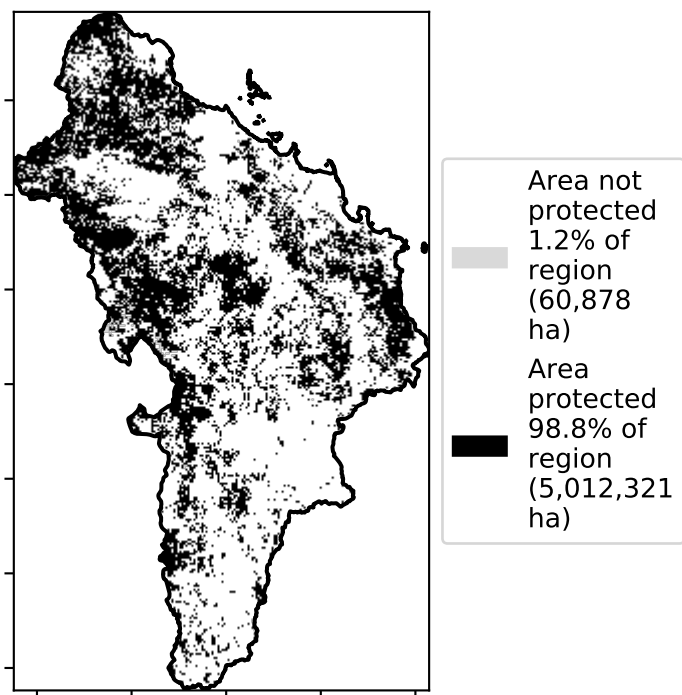 Area not
protected
1.2% of
region
(60,878
ha)
Area
protected
98.8% of
region
(5,012,321
ha)